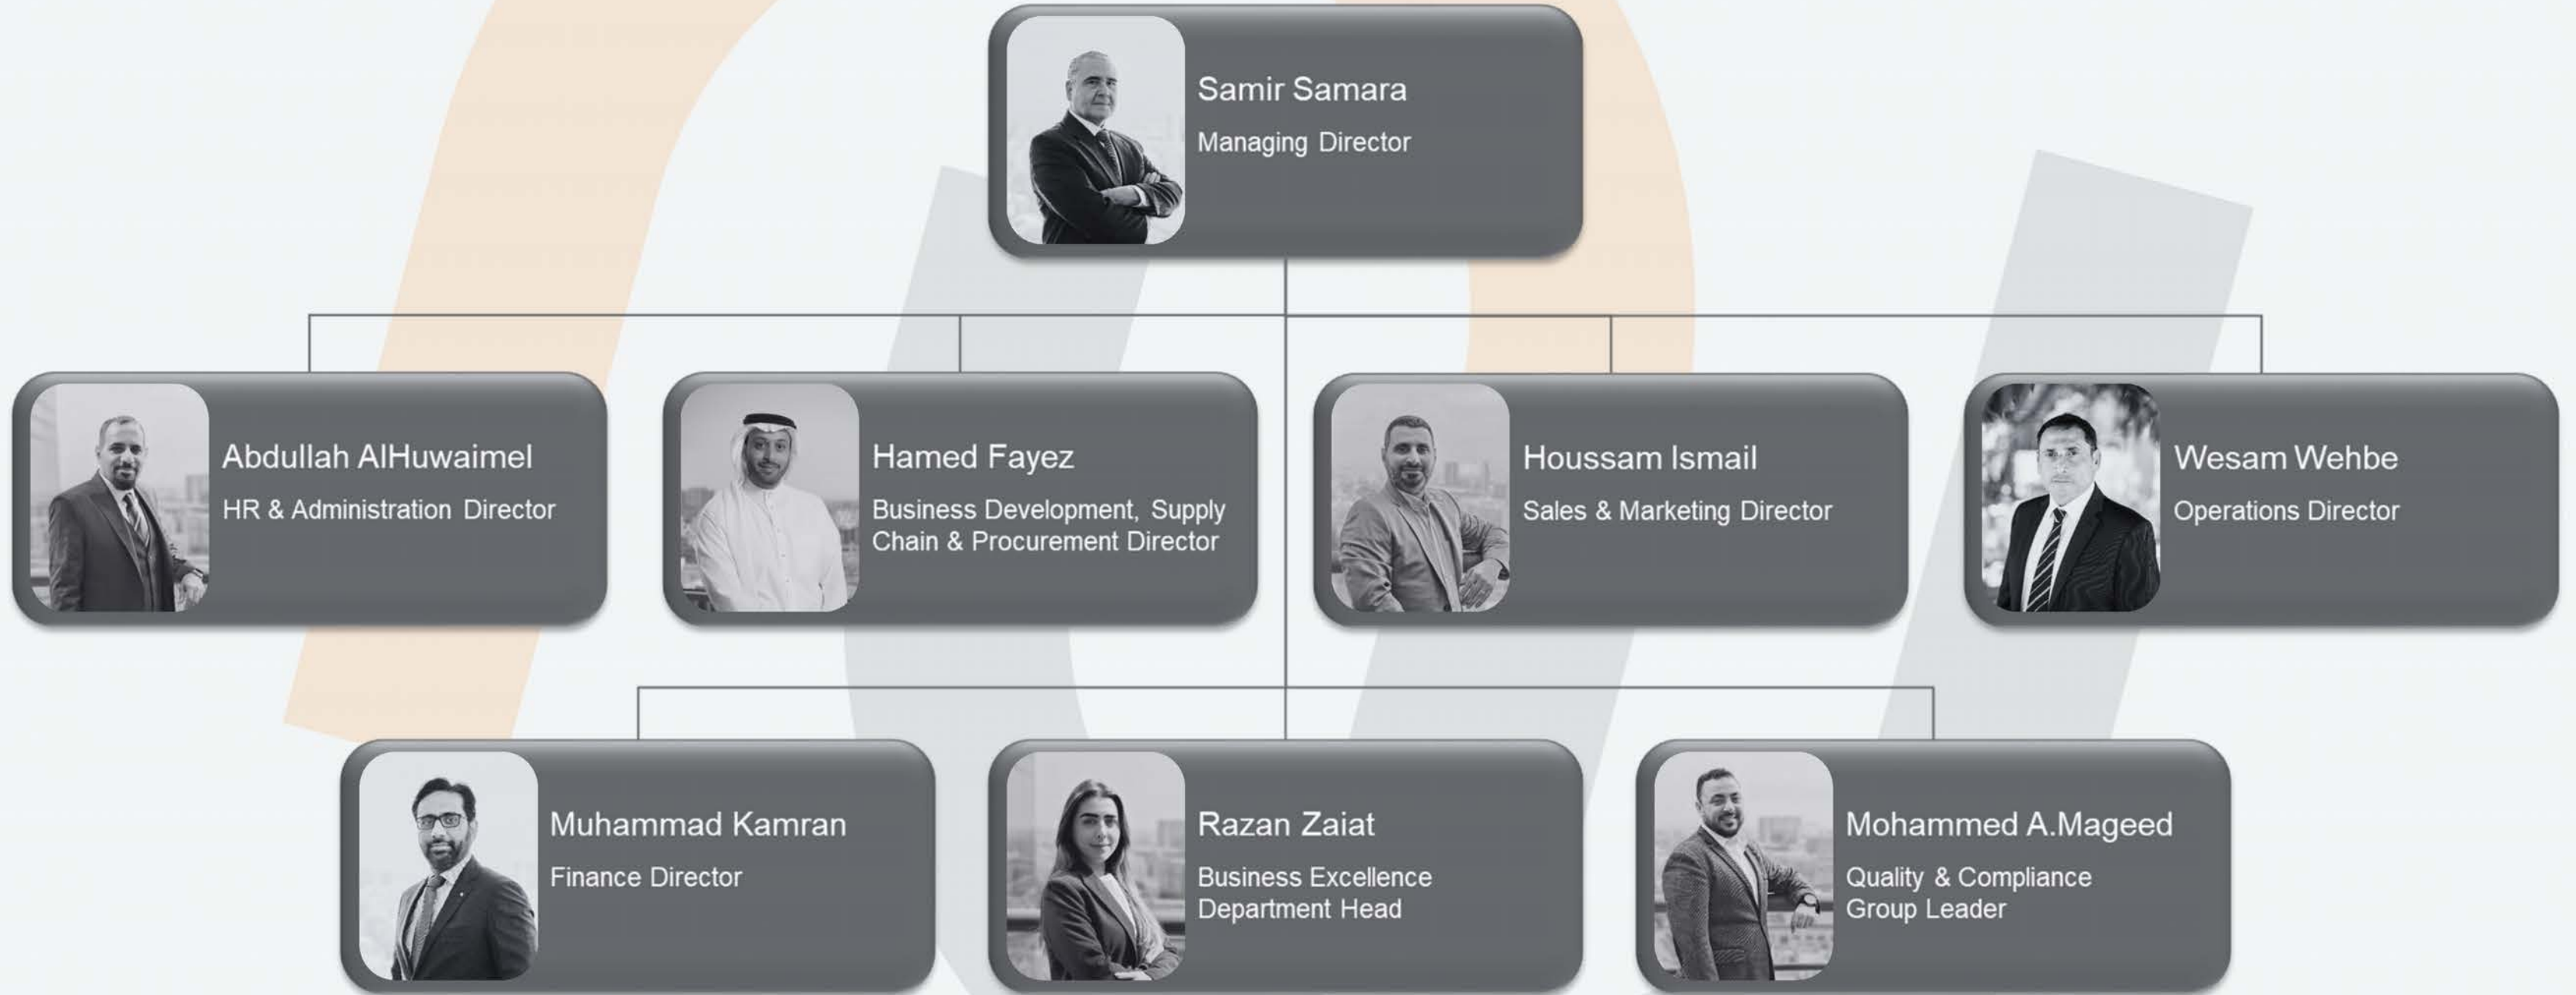 Samir Samara
Managing Director
Abdullah AlHuwaimel
HR & Administration Director
Hamed Fayez
Business Development, Supply
Chain & Procurement Director
Houssam Ismail
Sales & Marketing Director
Wesam Wehbe
Operations Director
Muhammad Kamran
Finance Director
Razan Zaiat
Business Excellence
Department Head
Mohammed A.Mageed
Quality & Compliance
Group Leader